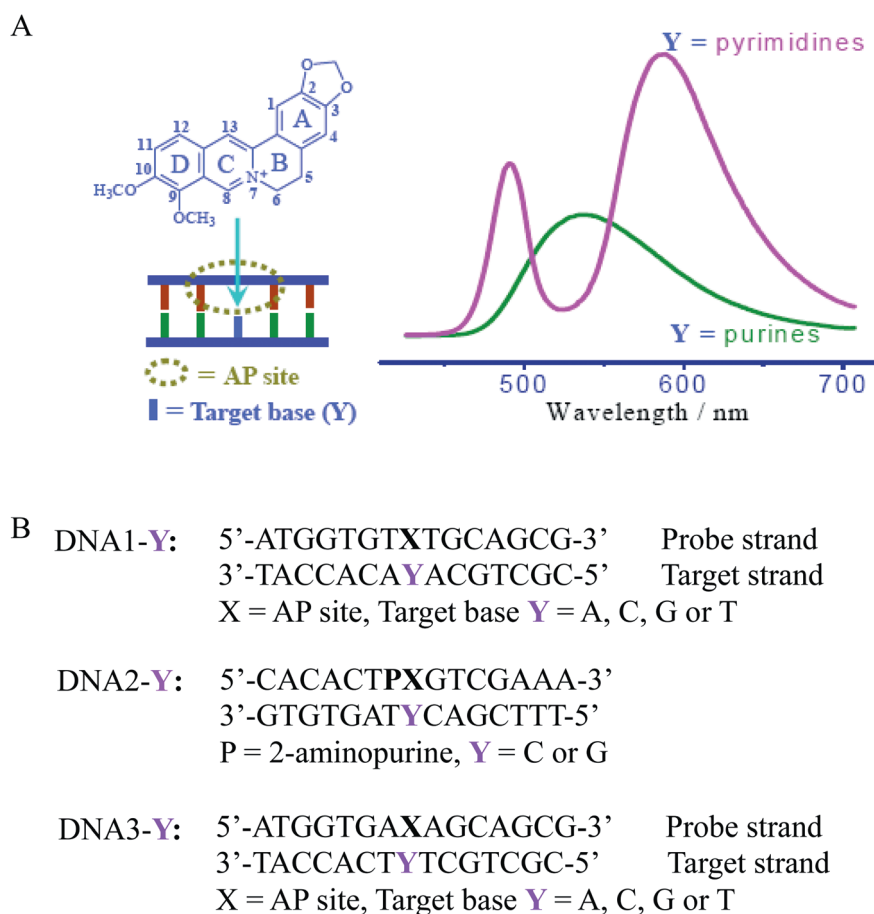 A
Y = pyrimidines
O
O
2
1
A
3
12
13
4
11
D
C
B
10
N+
5
9
7
H₃CO
8
6
OCH₃
= AP site
= Target base (Y)
Y = purines
500
600
700
Wavelength / nm
B
DNA1-Y: 5’-ATGGTGTXTGCAGCG-3’ Probe strand
3’-TACCACAYACGTCGC-5’ Target strand
X = AP site, Target base Y = A, C, G or T
DNA2-Y: 5’-CACACTPXGTCGAAA-3’
3’-GTGTGATYCAGCTTT-5’
P = 2-aminopurine, Y = C or G
DNA3-Y: 5’-ATGGTGAXAGCAGCG-3’ Probe strand
3’-TACCACTYTCGTCGC-5’ Target strand
X = AP site, Target base Y = A, C, G or T